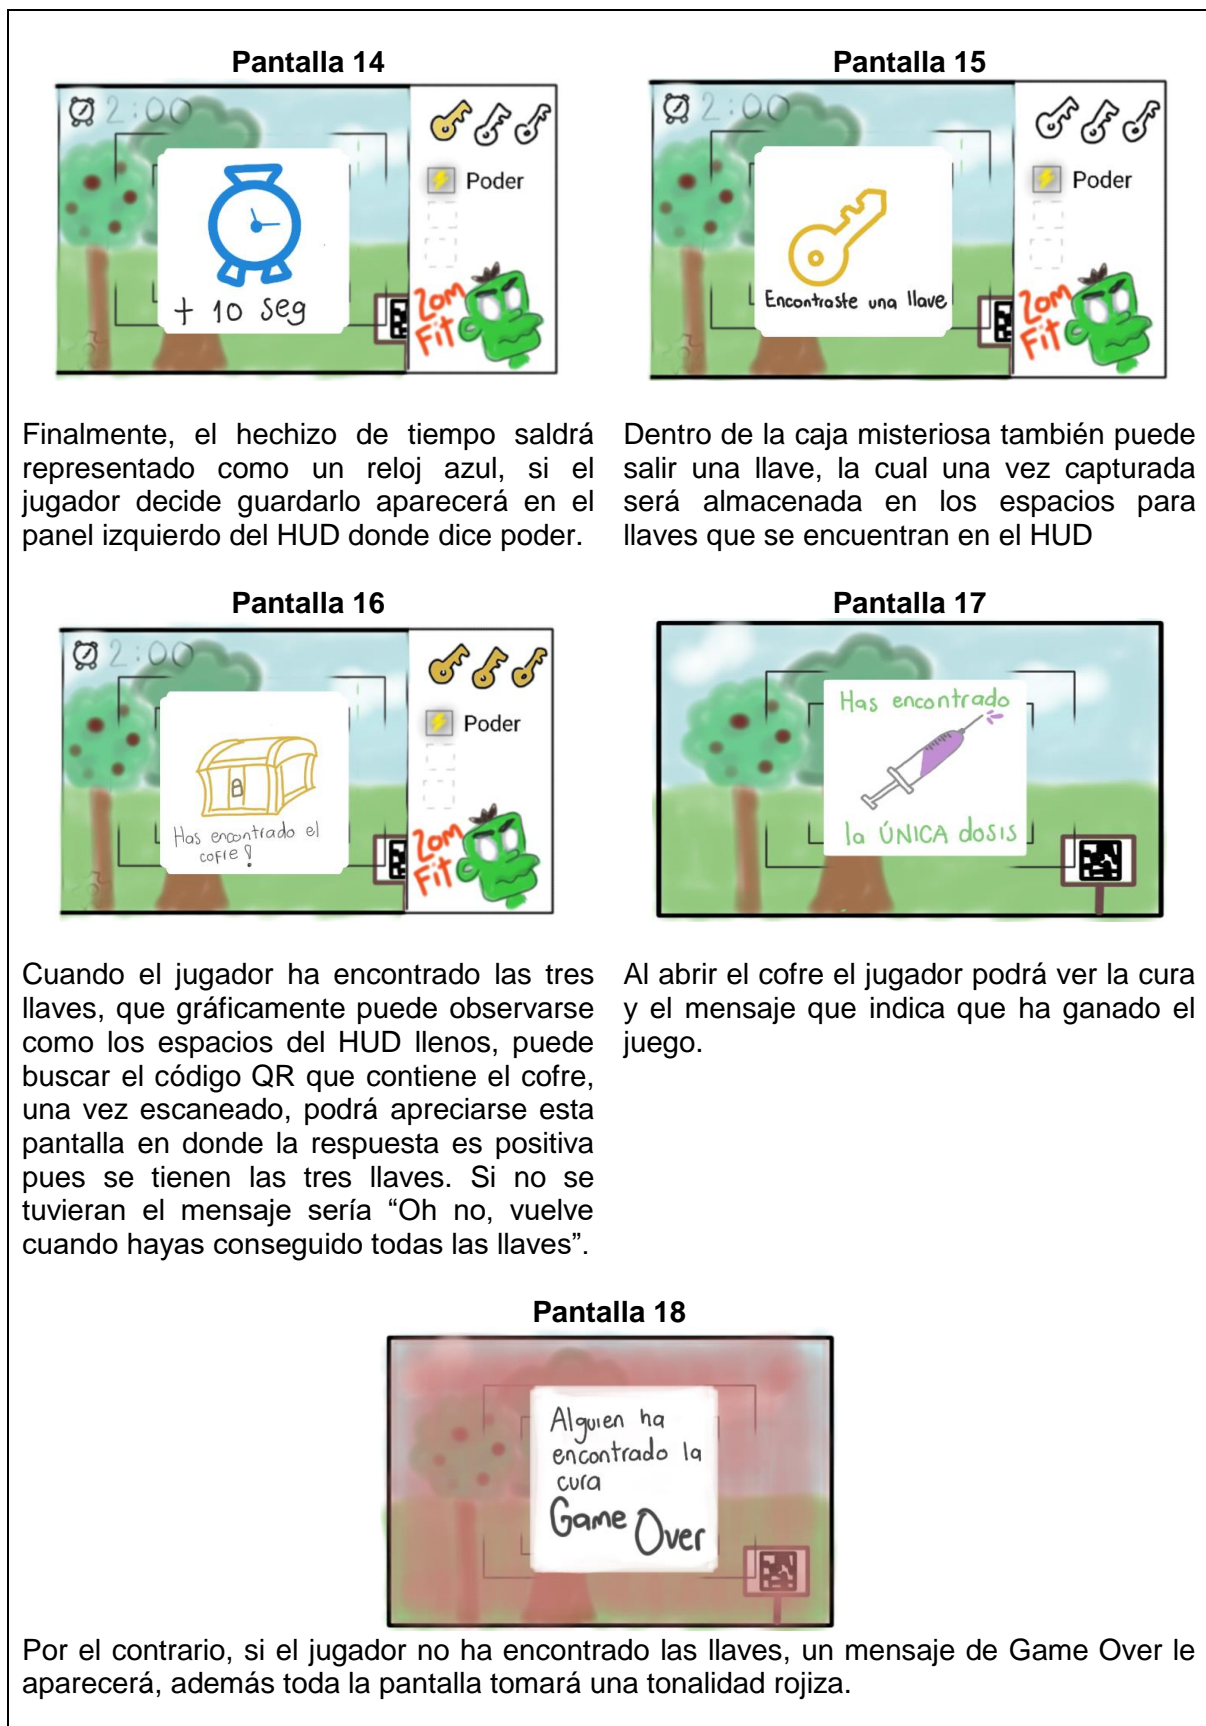 Pantalla 14
2:00
Poder
+ 10 seg
Zom
Fit
Finalmente, el hechizo de tiempo saldrá
representado como un reloj azul, si el
jugador decide guardarlo aparecerá en el
panel izquierdo del HUD donde dice poder.
Pantalla 15
2:00
Poder
Encontraste una llave
Zom
Fit
Dentro de la caja misteriosa también puede
salir una llave, la cual una vez capturada
será almacenada en los espacios para
llaves que se encuentran en el HUD
Pantalla 16
2:00
Poder
Has encontrado el
cofre!
Zom
Fit
Cuando el jugador ha encontrado las tres
llaves, que gráficamente puede observarse
como los espacios del HUD llenos, puede
buscar el código QR que contiene el cofre,
una vez escaneado, podrá apreciarse esta
pantalla en donde la respuesta es positiva
pues se tienen las tres llaves. Si no se
tuvieran el mensaje sería “Oh no, vuelve
cuando hayas conseguido todas las llaves”.
Pantalla 17
Has encontrado
la ÚNICA dosis
Al abrir el cofre el jugador podrá ver la cura
y el mensaje que indica que ha ganado el
juego.
Pantalla 18
Alguien ha
encontrado la
cura
Game Over
Por el contrario, si el jugador no ha encontrado las llaves, un mensaje de Game Over le
aparecerá, además toda la pantalla tomará una tonalidad rojiza.